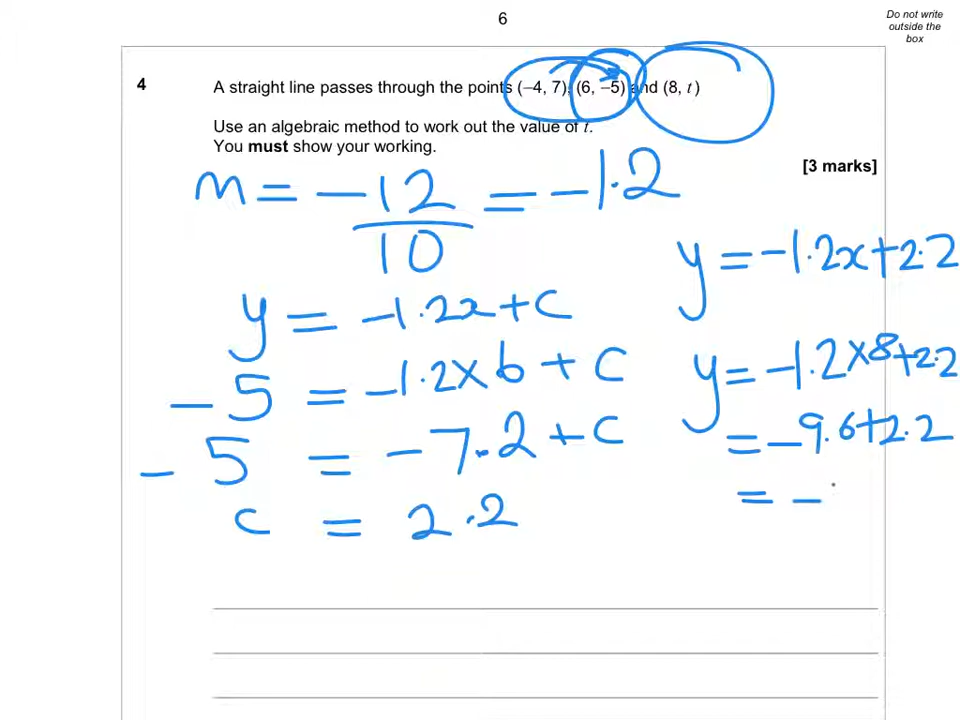 6
Do not write
outside the
box
4
A straight line passes through the points (−4, 7), (6, −5) and (8, t)
Use an algebraic method to work out the value of t.
You must show your working.
[3 marks]
m = -12/10 = -1.2
y = -1.2x + c
-5 = -1.2 × 6 + c
-5 = -7.2 + c
c = 2.2
y = -1.2x + 2.2
y = -1.2 × 8 + 2.2
= -9.6 + 2.2
= -